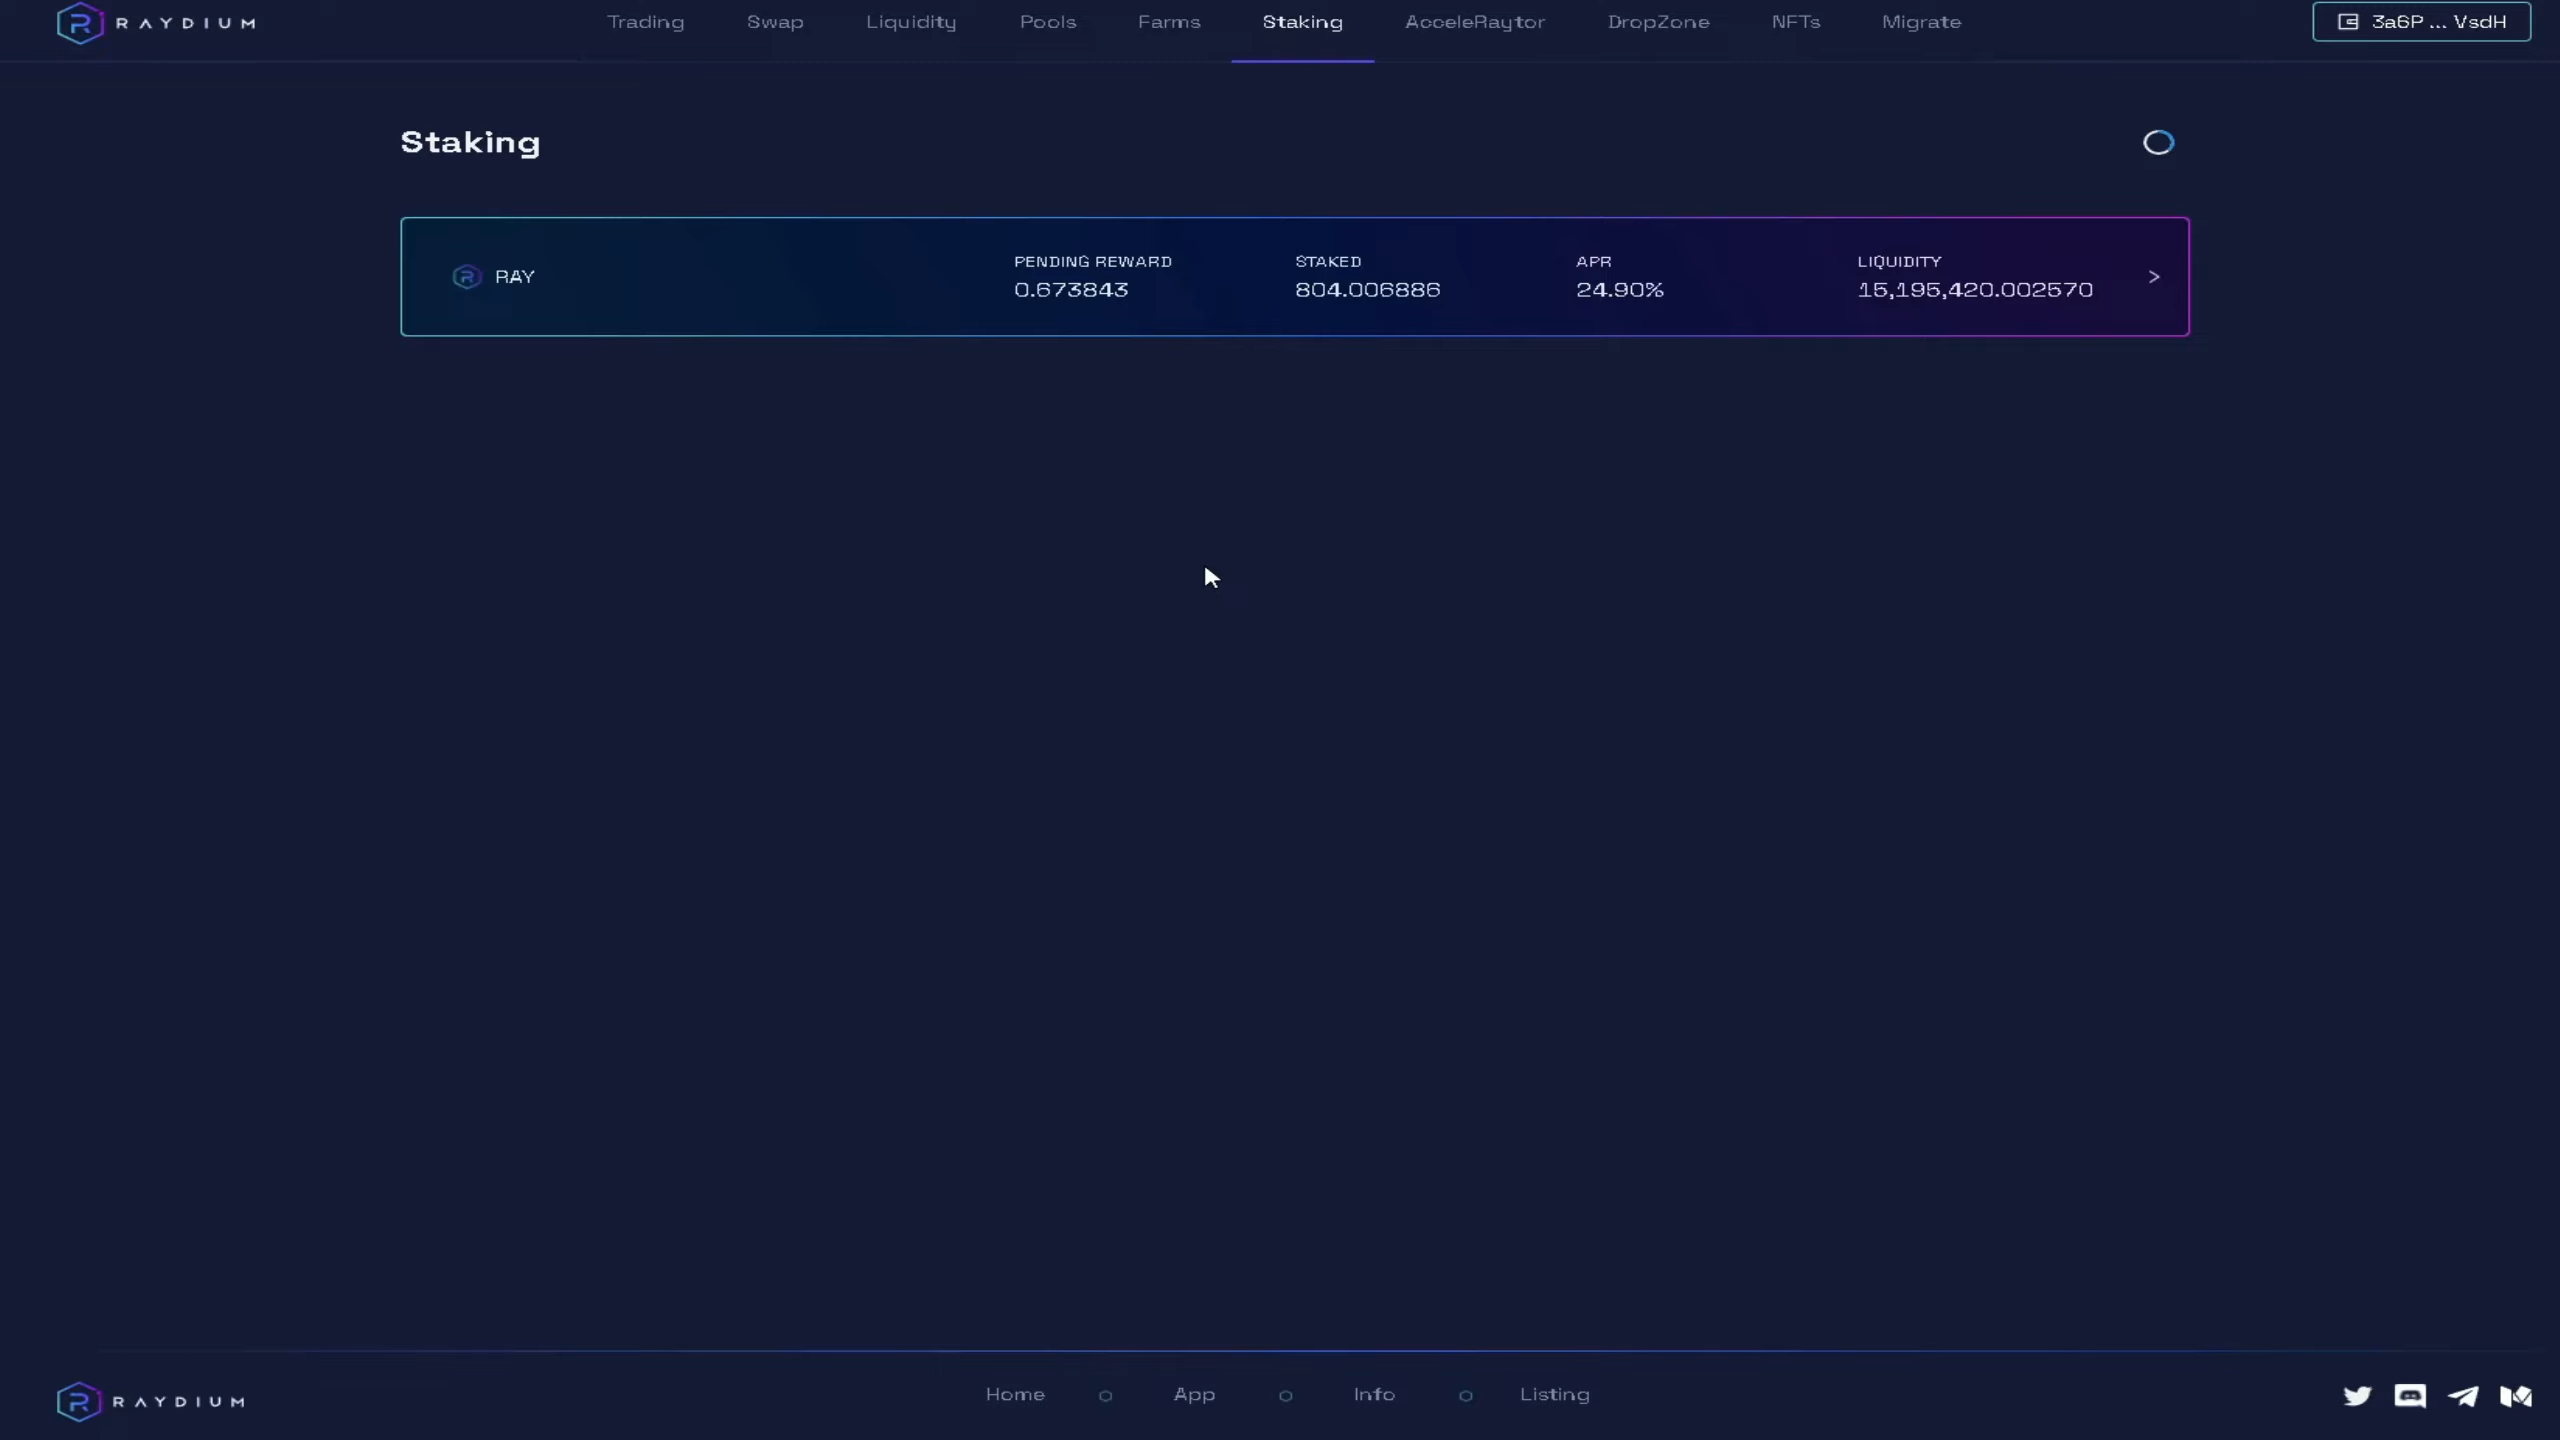 RAYDIUM Trading Swap Liquidity Pools Farms Staking AcceleRaytor DropZone NFTs Migrate 3a6P ... VsdH
Staking
RAY
PENDING REWARD STAKED APR LIQUIDITY
0.673843 804.006886 24.90% 15,195,420.002570 >
RAYDIUM Home App Info Listing